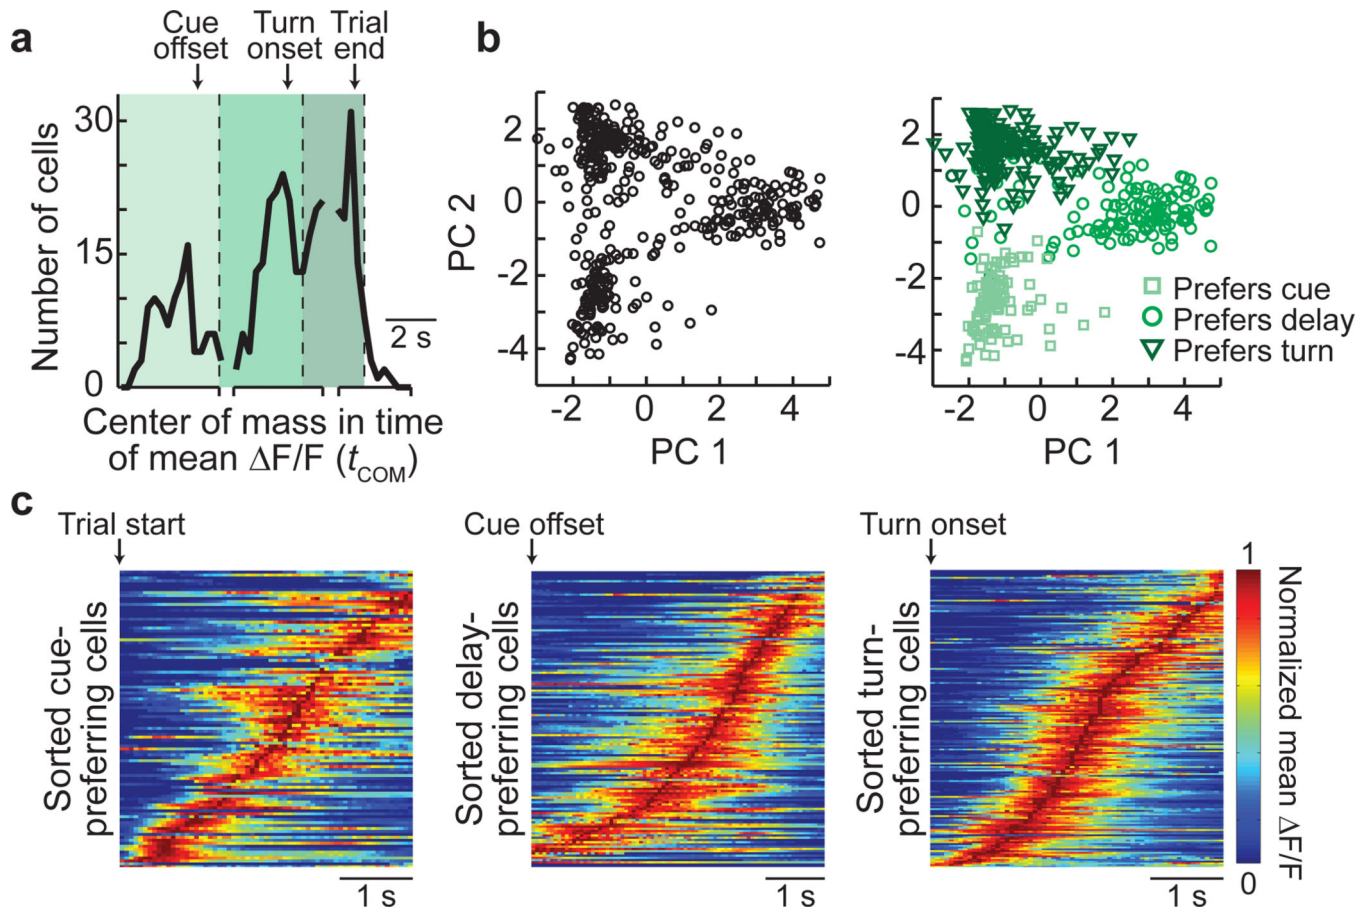 a
Cue
offset
Turn
onset
Trial
end
30
15
0
Number of cells
2 s
Center of mass in time
of mean ΔF/F (tCOM)
b
2
0
-2
-4
PC 2
-2 0 2 4
PC 1
2
0
-2
-4
Prefers cue
Prefers delay
Prefers turn
-2 0 2 4
PC 1
c
Trial start
Sorted cue-
preferring cells
1 s
Cue offset
Sorted delay-
preferring cells
1 s
Turn onset
Sorted turn-
preferring cells
1 s
1
0
Normalized mean ΔF/F